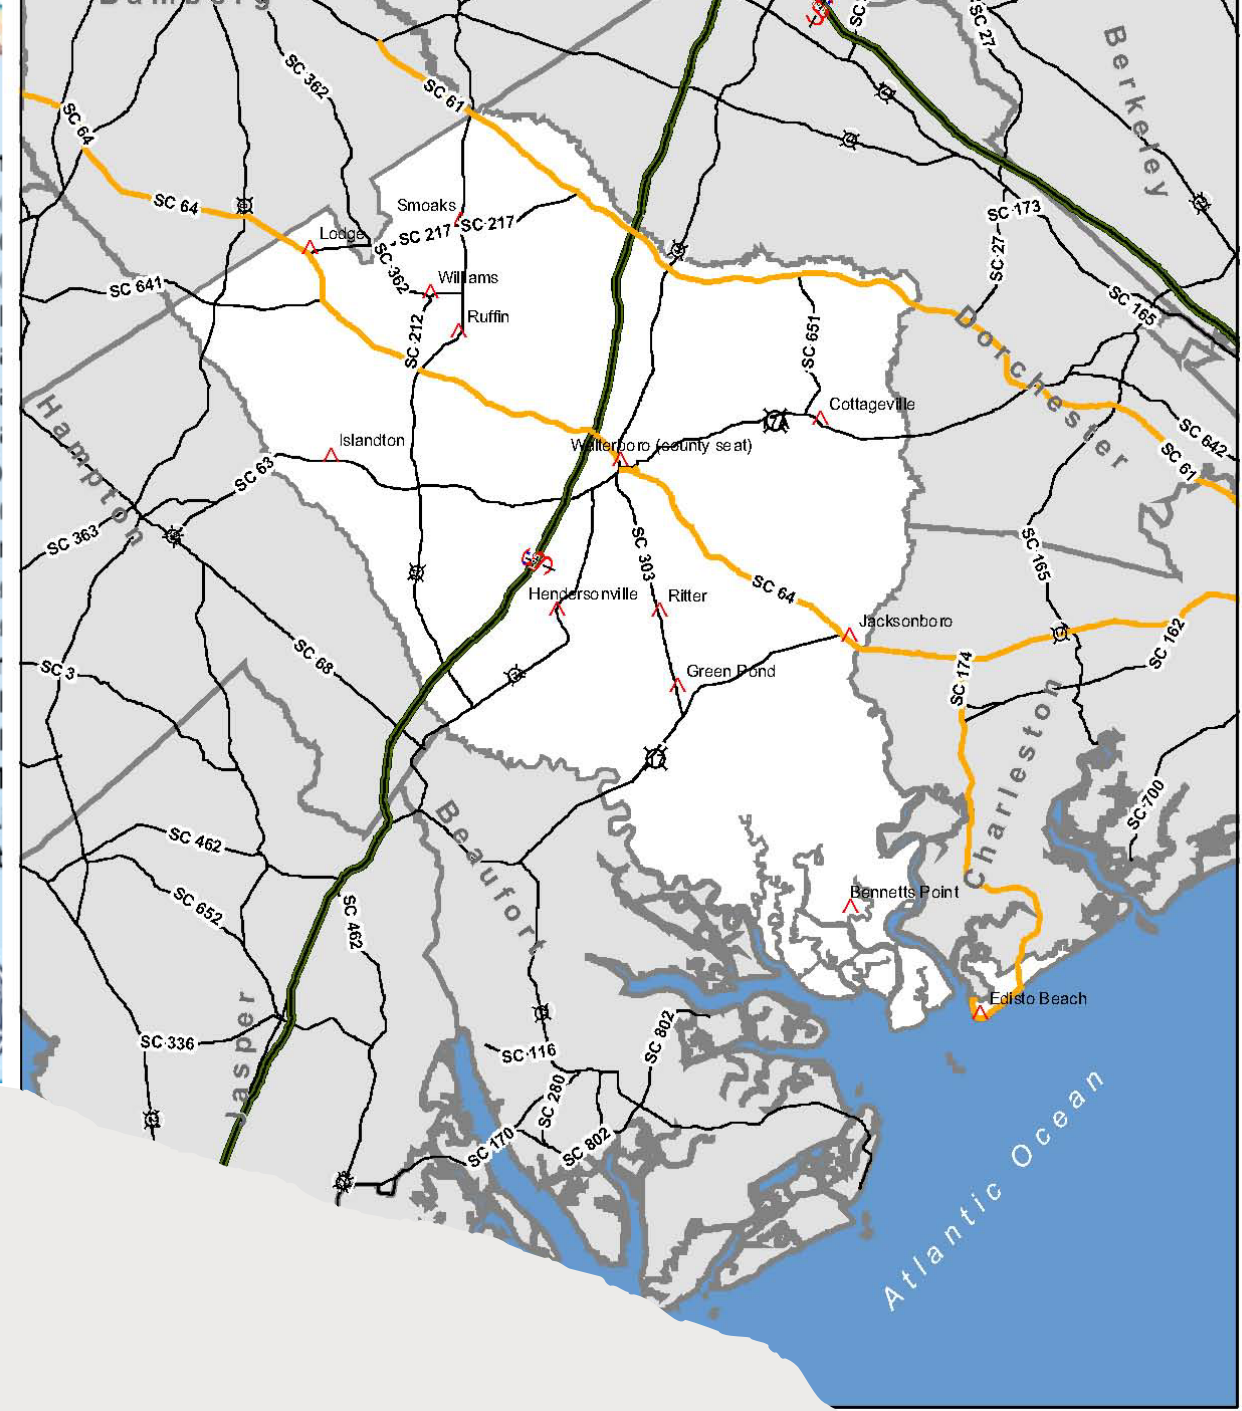 Bamberg
SC 27
SC 362
Berkeley
SC 61
SC 64
SC 64
SC 173
Smoaks
SC 217
SC 217
Lodge
SC 362
SC 27
Williams
SC 641
SC 165
Ruffin
SC 212
SC 651
Dorchester
Cottageville
Hampton
Islandton
Walterboro (county seat)
17A
SC 642
SC 61
SC 63
SC 363
SC 303
SC 165
SC 64
Hendersonville
Ritter
Jacksonboro
SC 162
SC 68
SC 3
Green Pond
SC 174
17
Charleston
SC 700
Beaufort
SC 462
Bennetts Point
SC 652
SC 462
Edisto Beach
Jasper
SC 336
SC 802
SC 116
SC 280
SC 170
SC 802
Atlantic Ocean